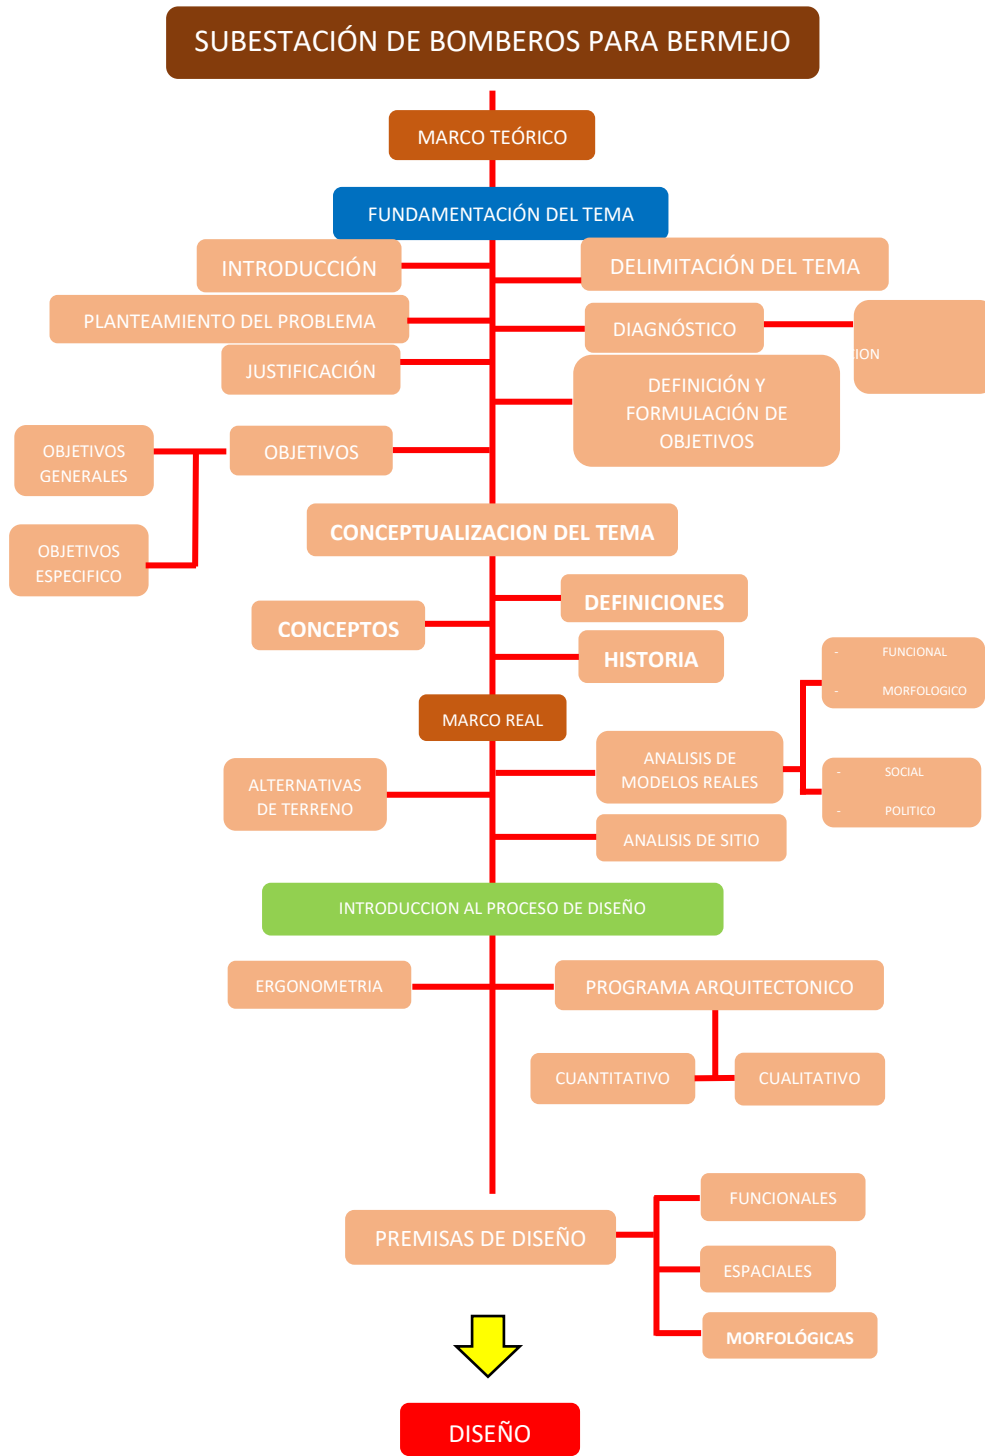 SUBESTACIÓN DE BOMBEROS PARA BERMEJO
MARCO TEÓRICO
FUNDAMENTACIÓN DEL TEMA
INTRODUCCIÓN
DELIMITACIÓN DEL TEMA
PLANTEAMIENTO DEL PROBLEMA
DIAGNÓSTICO
CION
JUSTIFICACIÓN
DEFINICIÓN Y
FORMULACIÓN DE
OBJETIVOS
OBJETIVOS
GENERALES
OBJETIVOS
OBJETIVOS
ESPECIFICO
CONCEPTUALIZACION DEL TEMA
DEFINICIONES
CONCEPTOS
HISTORIA
- FUNCIONAL
- MORFOLOGICO
MARCO REAL
ANALISIS DE
MODELOS REALES
- SOCIAL
- POLITICO
ALTERNATIVAS
DE TERRENO
ANALISIS DE SITIO
INTRODUCCION AL PROCESO DE DISEÑO
ERGONOMETRIA
PROGRAMA ARQUITECTONICO
CUANTITATIVO
CUALITATIVO
FUNCIONALES
PREMISAS DE DISEÑO
ESPACIALES
MORFOLÓGICAS
DISEÑO